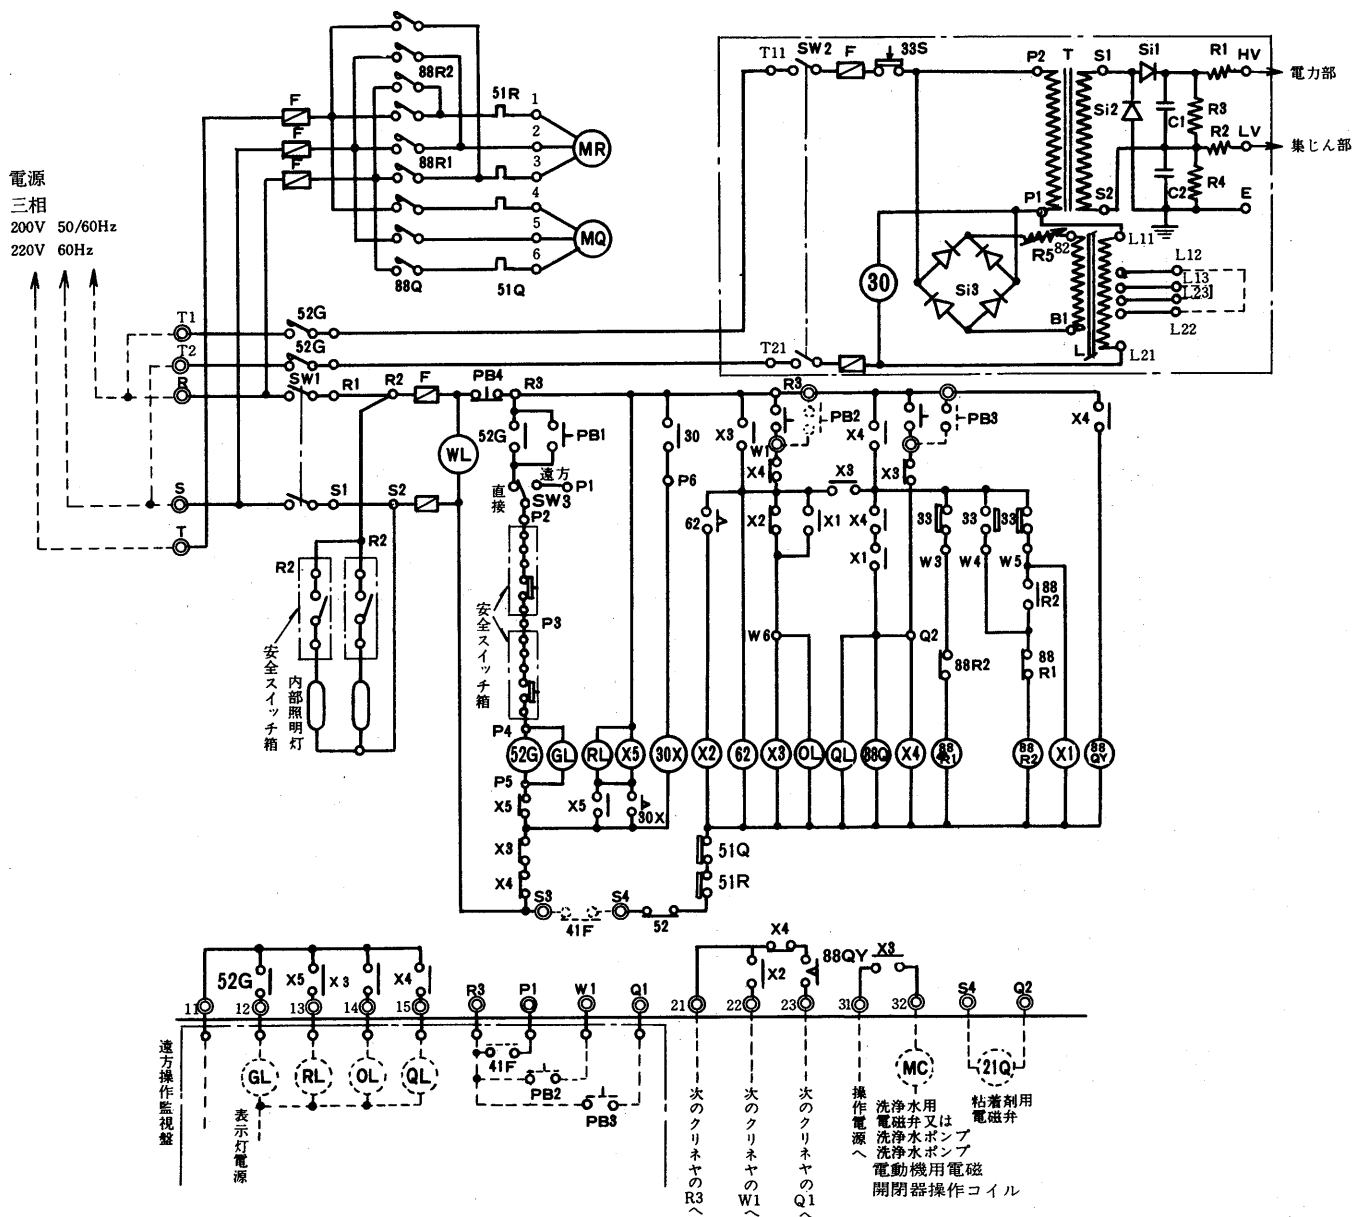 電源
三相
200V 50/60Hz
220V 60Hz
F
F
F
88R2
88R1
88Q
51R
51Q
1
2
3
4
5
6
MR
MQ
T11
SW2
F
33S
P2
T
S1
Si1
R1
HV
電力部
Si2
C1
R3
R2
LV
集じん部
C2
R4
P1
S2
E
30
Si3
R5
82
L11
L12
L13
L23
L22
B1
L
L21
T21
T1
52G
T2
52G
R
SW1
R1
R2
F
PB4
R3
S
S1
S2
T
WL
52G
PB1
遠方
P1
直接
SW3
P2
30
P6
X3
R3
PB2
W1
X4
X4
PB3
X3
X4
X3
62
X2
X1
X4
X1
33
33
33
W3
W4
W5
88
R2
R2
R2
安全スイッチ箱
内部照明灯
安全スイッチ箱
P3
P4
W6
Q2
88R2
88
R1
52G
GL
RL
X5
30X
X2
62
X3
OL
QL
88Q
X4
88
R1
88
R2
X1
88
QY
P5
X5
X5
30X
X3
X4
51Q
51R
S3
41F
S4
52
52G
X5
X3
X4
11
12
13
14
15
R3
P1
W1
Q1
21
22
23
31
32
S4
Q2
X4
X2
88QY
X3
遠方操作監視盤
GL
RL
OL
QL
表示灯電源
41F
PB2
PB3
次のクリネヤのR3へ
次のクリネヤのW1へ
次のクリネヤのQ1へ
操作電源へ
MC
洗浄水用
電磁弁又は
洗浄水ポンプ
洗浄水ポンプ
電動機用電磁
開閉器操作コイル
21Q
粘着剤用
電磁弁